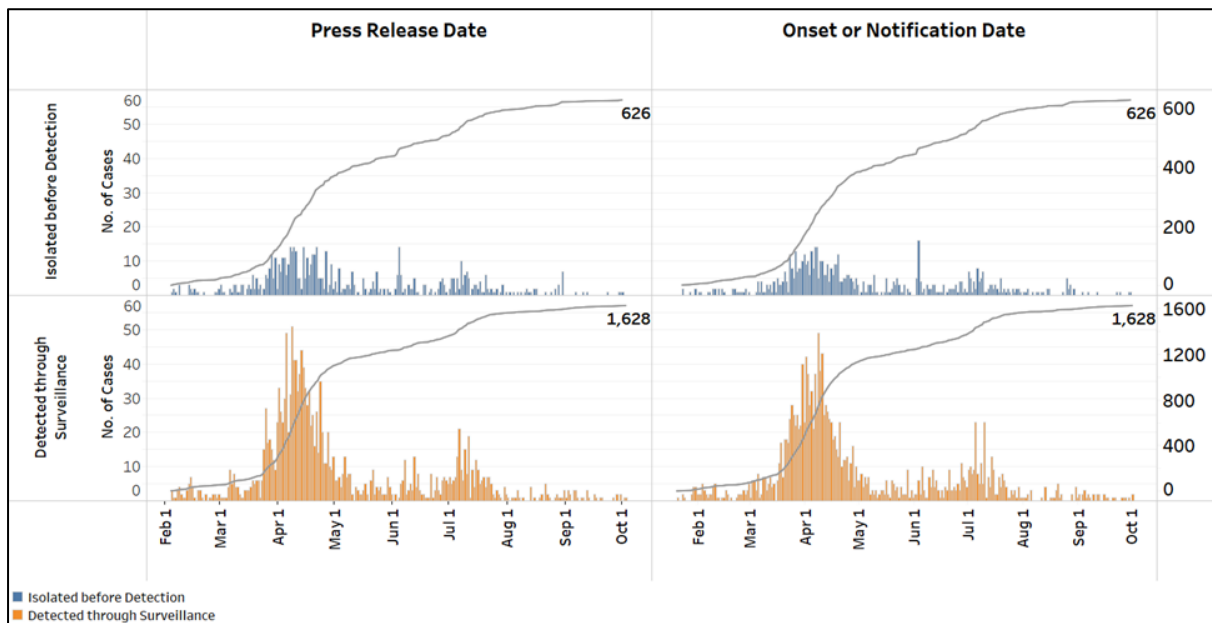 Press Release Date
Onset or Notification Date
Isolated before Detection
No. of Cases
60
50
40
30
20
10
0
626
626
600
400
200
0
Detected through
Surveillance
No. of Cases
60
50
40
30
20
10
0
1,628
1,628
1600
1200
800
400
0
Feb 1
Mar 1
Apr 1
May 1
Jun 1
Jul 1
Aug 1
Sep 1
Oct 1
Feb 1
Mar 1
Apr 1
May 1
Jun 1
Jul 1
Aug 1
Sep 1
Oct 1
Isolated before Detection
Detected through Surveillance